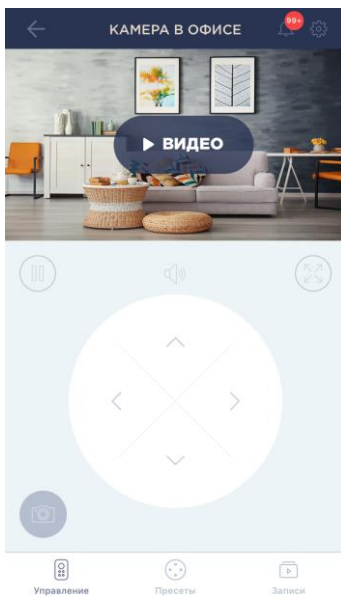 КАМЕРА В ОФИСЕ
99+
ВИДЕО
Управление
Пресеты
Записи